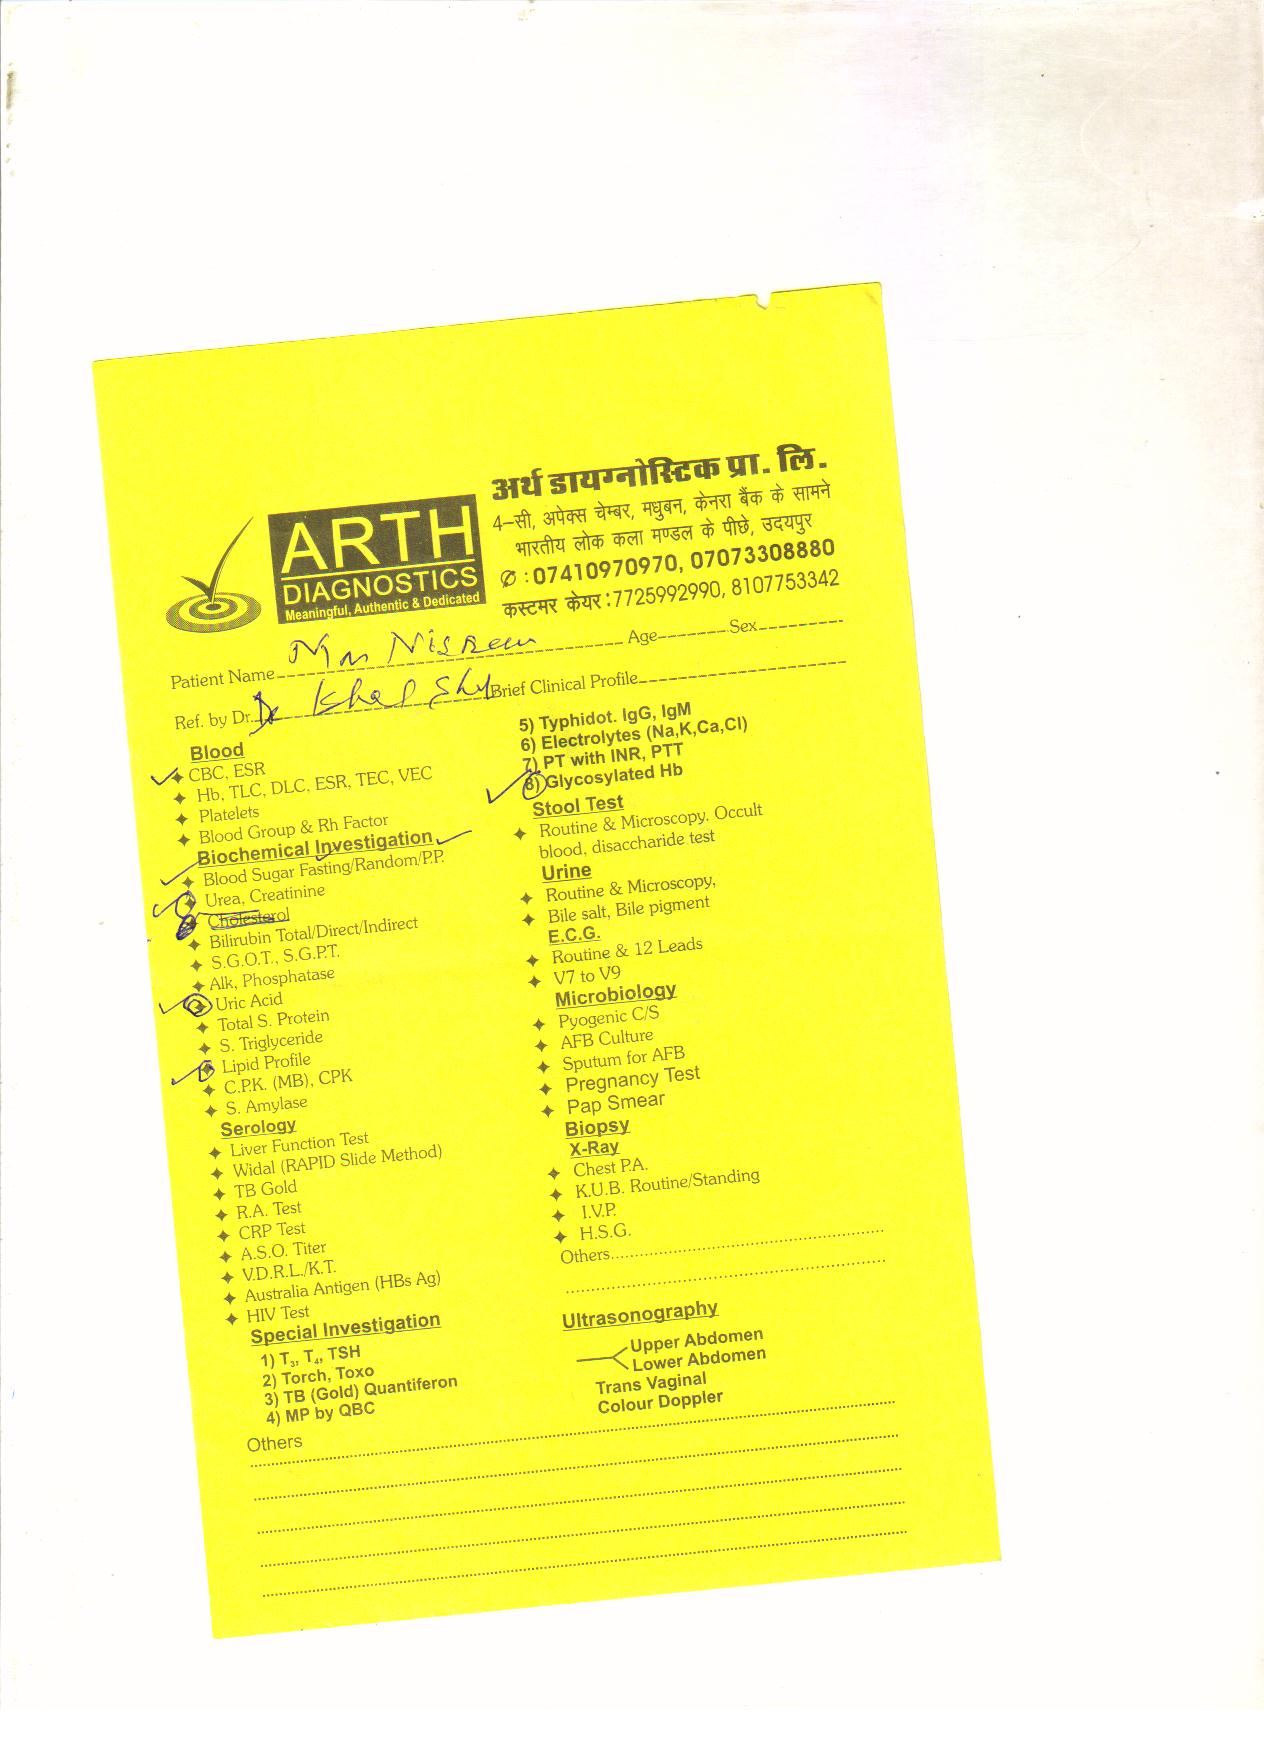 अर्थ डायग्नोस्टिक प्रा. लि.
4-सी, अपेक्स चेम्बर, मधुबन, केनरा बैंक के सामने
भारतीय लोक कला मण्डल के पीछे, उदयपुर
✆ : 07410970970, 07073308880
कस्टमर केयर : 7725992990, 8107753342
ARTH
DIAGNOSTICS
Meaningful, Authentic & Dedicated
Patient Name Nisreen Age Sex
Ref. by Dr. Dr Brief Clinical Profile
Blood
CBC, ESR
Hb, TLC, DLC, ESR, TEC, VEC
Platelets
Blood Group & Rh Factor
Biochemical Investigation
Blood Sugar Fasting/Random/P.P.
Urea, Creatinine
Cholesterol
Bilirubin Total/Direct/Indirect
S.G.O.T., S.G.P.T.
Alk, Phosphatase
Uric Acid
Total S. Protein
S. Triglyceride
Lipid Profile
C.P.K. (MB), CPK
S. Amylase
Serology
Liver Function Test
Widal (RAPID Slide Method)
TB Gold
R.A. Test
CRP Test
A.S.O. Titer
V.D.R.L./K.T.
Australia Antigen (HBs Ag)
HIV Test
Special Investigation
1) T3, T4, TSH
2) Torch, Toxo
3) TB (Gold) Quantiferon
4) MP by QBC
5) Typhidot. IgG, IgM
6) Electrolytes (Na,K,Ca,Cl)
7) PT with INR, PTT
8) Glycosylated Hb
Stool Test
Routine & Microscopy. Occult
blood, disaccharide test
Urine
Routine & Microscopy,
Bile salt, Bile pigment
E.C.G.
Routine & 12 Leads
V7 to V9
Microbiology
Pyogenic C/S
AFB Culture
Sputum for AFB
Pregnancy Test
Pap Smear
Biopsy
X-Ray
Chest P.A.
K.U.B. Routine/Standing
I.V.P.
H.S.G.
Others
Ultrasonography
Upper Abdomen
Lower Abdomen
Trans Vaginal
Colour Doppler
Others